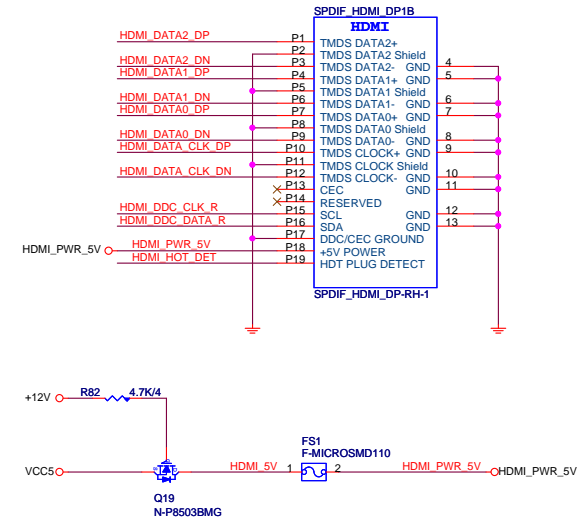 SPDIF_HDMI_DP1B
HDMI
HDMI_DATA2_DP P1 TMDS DATA2+
P2 TMDS DATA2 Shield
HDMI_DATA2_DN P3 TMDS DATA2- GND 4
HDMI_DATA1_DP P4 TMDS DATA1+ GND 5
P5 TMDS DATA1 Shield
HDMI_DATA1_DN P6 TMDS DATA1- GND 6
HDMI_DATA0_DP P7 TMDS DATA0+ GND 7
P8 TMDS DATA0 Shield
HDMI_DATA0_DN P9 TMDS DATA0- GND 8
HDMI_DATA_CLK_DP P10 TMDS CLOCK+ GND 9
P11 TMDS CLOCK Shield
HDMI_DATA_CLK_DN P12 TMDS CLOCK- GND 10
P13 CEC GND 11
P14 RESERVED
HDMI_DDC_CLK_R P15 SCL GND 12
HDMI_DDC_DATA_R P16 SDA GND 13
P17 DDC/CEC GROUND
HDMI_PWR_5V HDMI_PWR_5V P18 +5V POWER
HDMI_HOT_DET P19 HDT PLUG DETECT
SPDIF_HDMI_DP-RH-1
+12V R82 4.7K/4
FS1
F-MICROSMD110
VCC5 HDMI_5V 1 2 HDMI_PWR_5V HDMI_PWR_5V
Q19
N-P8503BMG